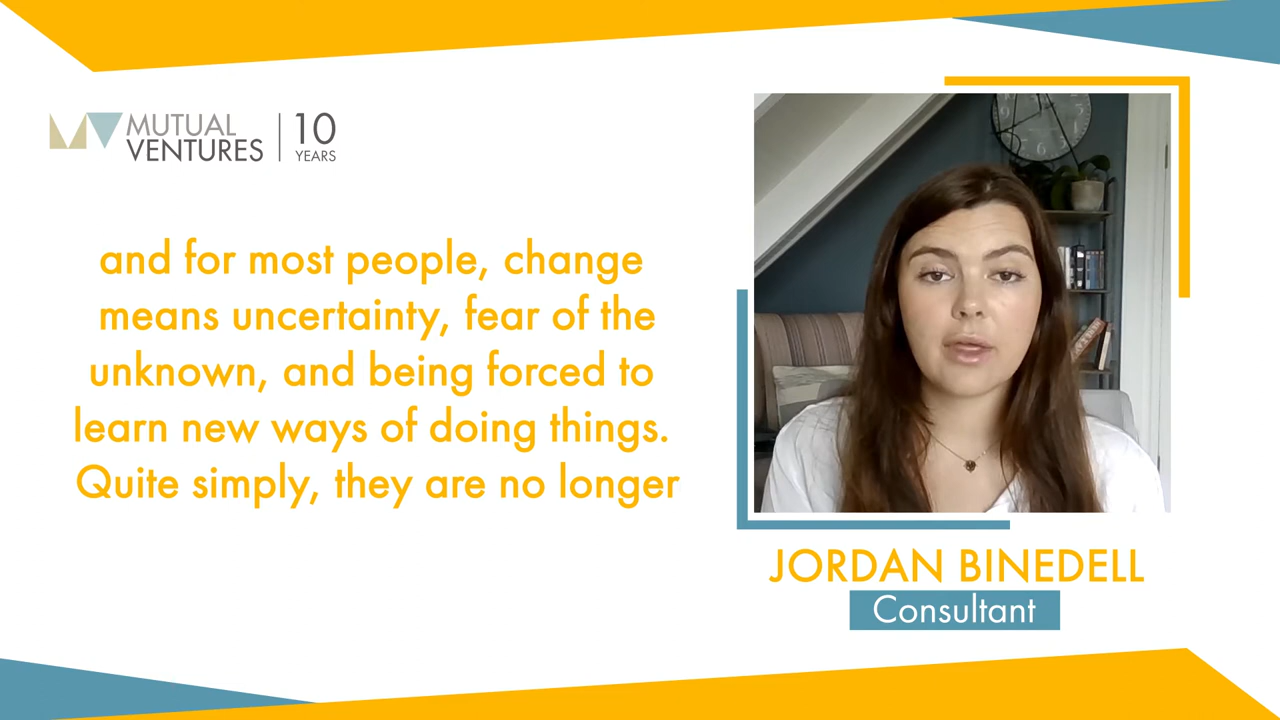 MUTUAL
VENTURES
10
YEARS
and for most people, change
means uncertainty, fear of the
unknown, and being forced to
learn new ways of doing things.
Quite simply, they are no longer
JORDAN BINEDELL
Consultant